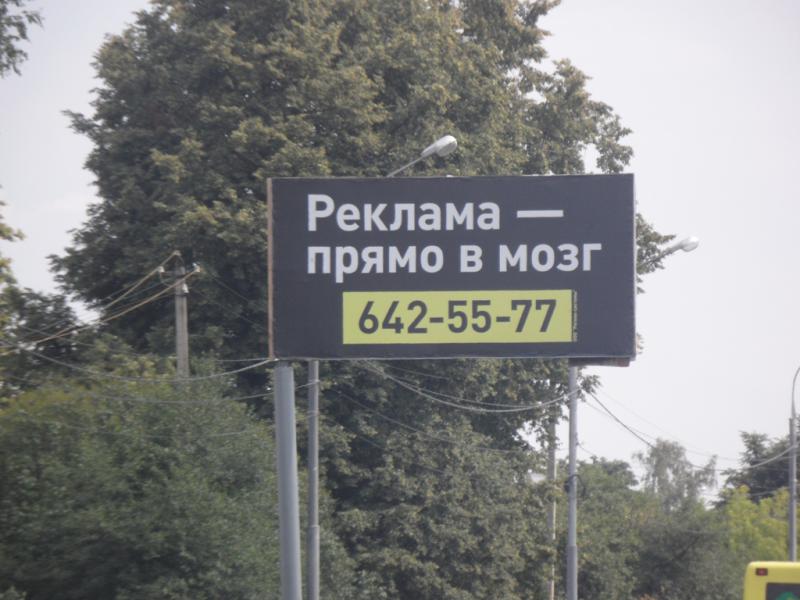 Реклама —
прямо в мозг
642-55-77